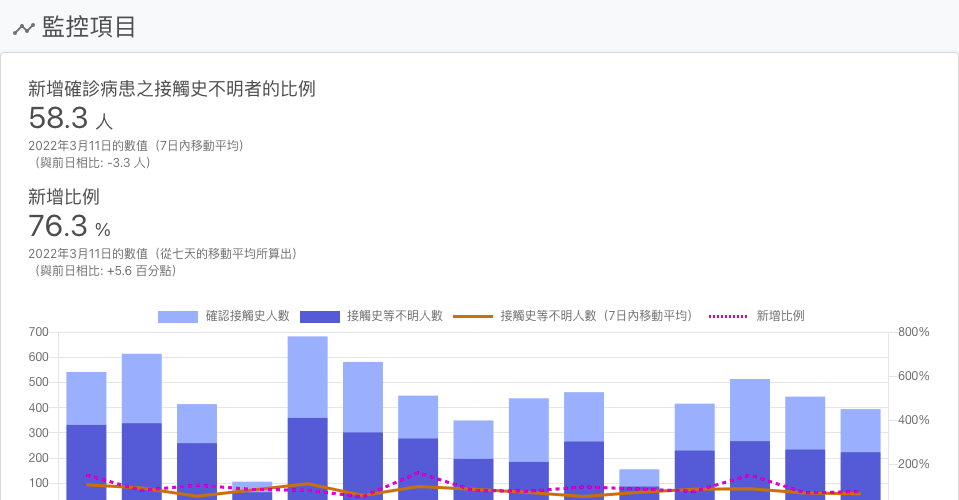 監控項目
新增確診病患之接觸史不明者的比例
58.3 人
2022年3月11日的數值（7日內移動平均）
（與前日相比: -3.3 人）
新增比例
76.3 %
2022年3月11日的數值（從七天的移動平均所算出）
（與前日相比: +5.6 百分點）
確認接觸史人數 接觸史等不明人數 接觸史等不明人數（7日內移動平均） 新增比例
700 800%
600
500 600%
400 400%
300
200 200%
100